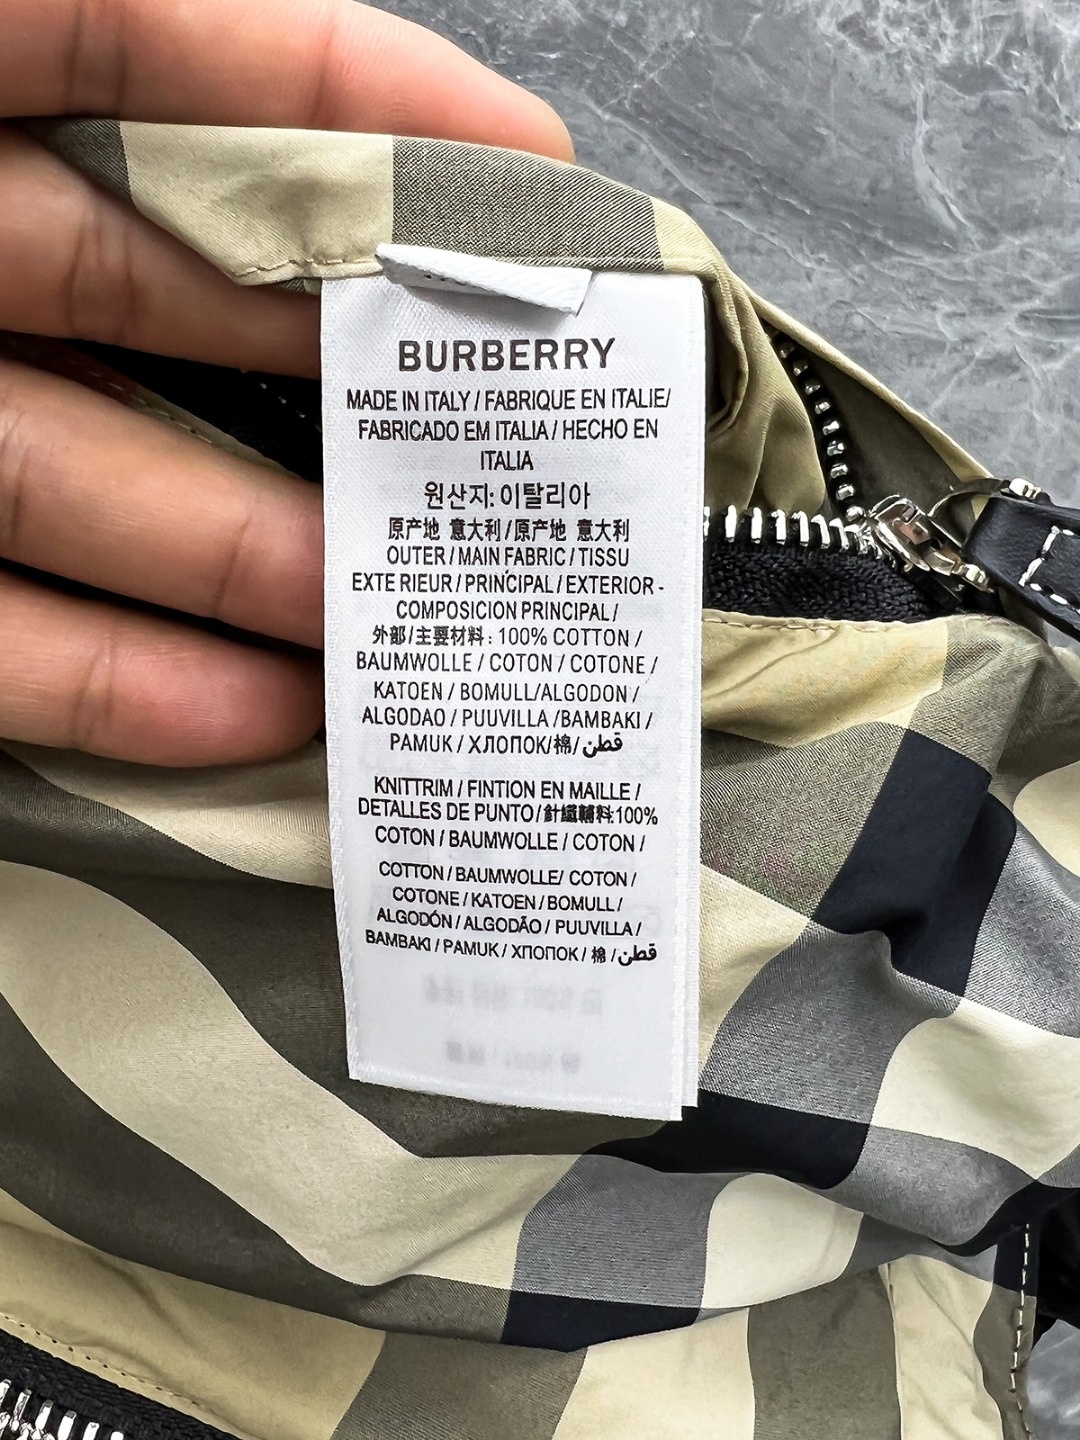 BURBERRY
MADE IN ITALY / FABRIQUE EN ITALIE/
FABRICADO EM ITALIA / HECHO EN
ITALIA
원산지: 이탈리아
原产地 意大利 / 原产地 意大利
OUTER / MAIN FABRIC / TISSU
EXTE RIEUR / PRINCIPAL / EXTERIOR -
COMPOSICION PRINCIPAL /
外部/主要材料 : 100% COTTON /
BAUMWOLLE / COTON / COTONE /
KATOEN / BOMULL/ALGODON /
ALGODAO / PUUVILLA /BAMBAKI /
PAMUK / ХЛОПОК/棉/ قطن
KNITTRIM / FINTION EN MAILLE /
DETALLES DE PUNTO/針織輔料:100%
COTON / BAUMWOLLE / COTON /
COTTON / BAUMWOLLE/ COTON /
COTONE / KATOEN / BOMULL /
ALGODÓN / ALGODÃO / PUUVILLA /
BAMBAKI / PAMUK / ХЛОПОК / 棉 / قطن